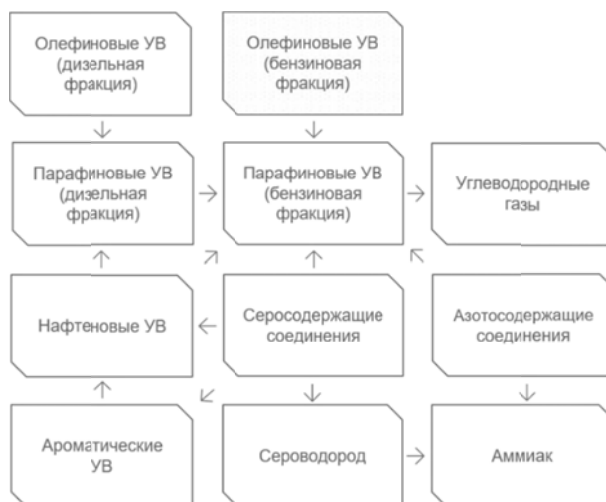 Олефиновые УВ
(дизельная
фракция)
Олефиновые УВ
(бензиновая
фракция)
Парафиновые УВ
(дизельная
фракция)
Парафиновые УВ
(бензиновая
фракция)
Углеводородные
газы
Нафтеновые УВ
Серосодержащие
соединения
Азотосодержащие
соединения
Ароматические
УВ
Сероводород
Аммиак